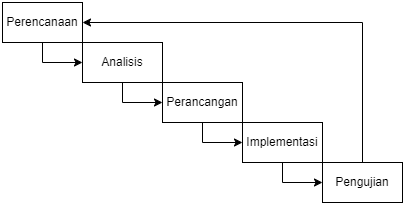 Perencanaan
Analisis
Perancangan
Implementasi
Pengujian